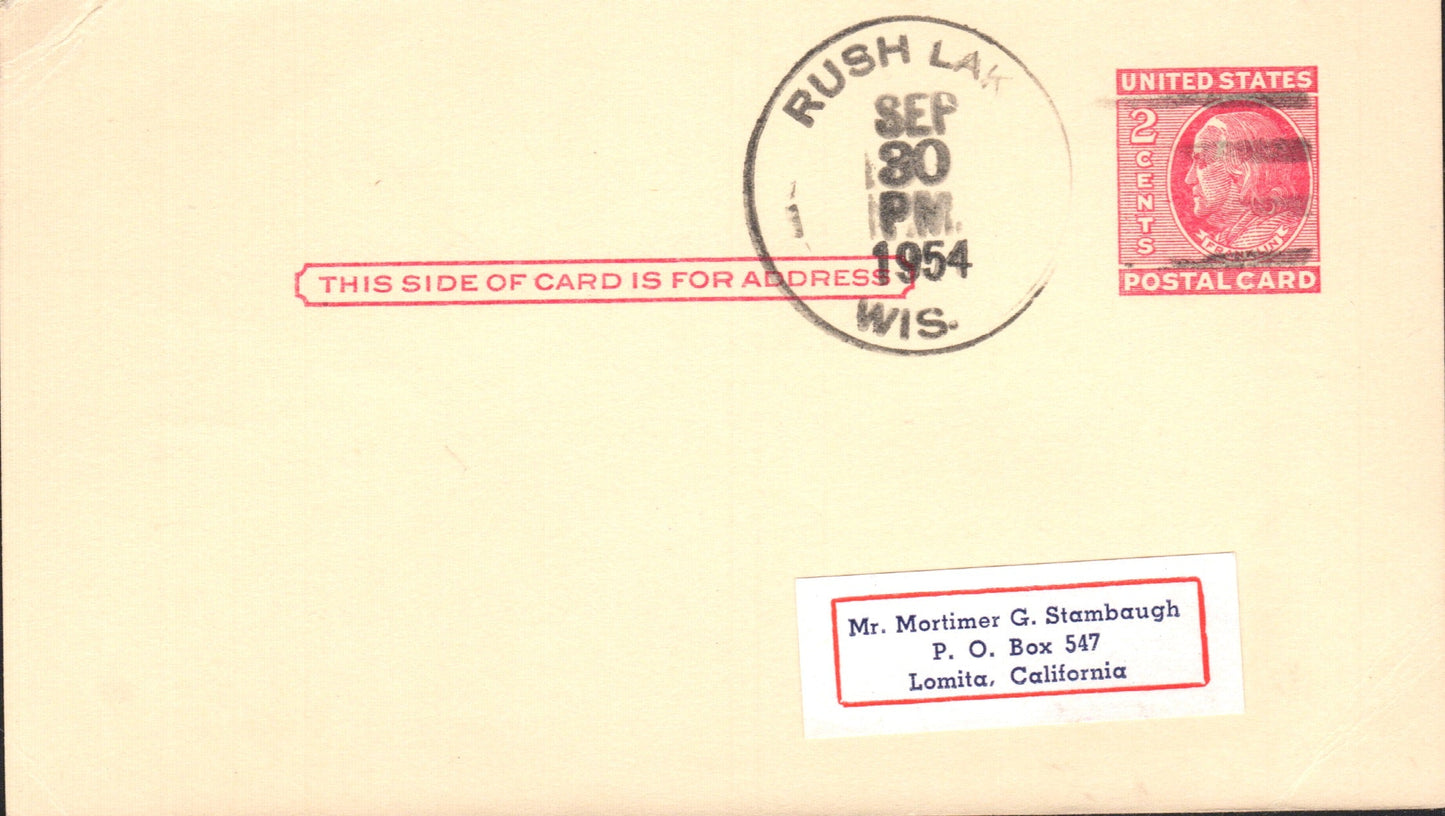 RUSH LAK
SEP
30
PM.
1954
WIS.
UNITED STATES
2
CENTS
FRANKLIN
POSTAL CARD
THIS SIDE OF CARD IS FOR ADDRESS
Mr. Mortimer G. Stambaugh
P. O. Box 547
Lomita, California